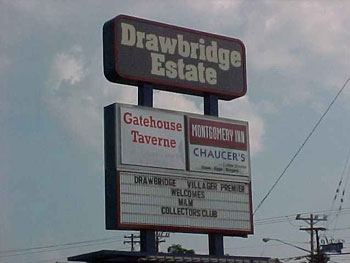 Drawbridge
Estate
Gatehouse
Taverne
MONTGOMERY INN
CHAUCER'S
DRAWBRIDGE VILLAGER PREMIER
WELCOMES
M&M
COLLECTORS CLUB